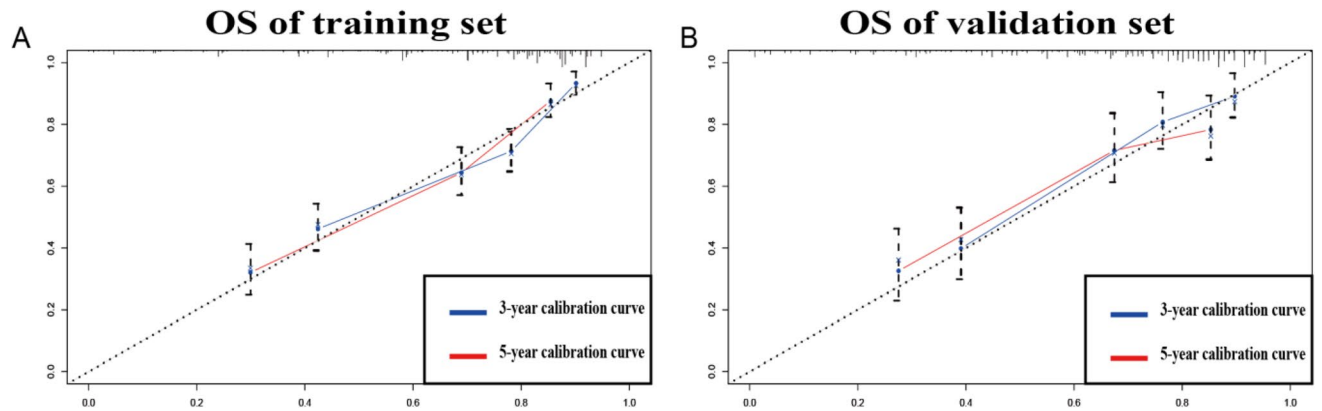 A
OS of training set
1.0
0.8
0.6
0.4
0.2
0.0
0.0 0.2 0.4 0.6 0.8 1.0
3-year calibration curve
5-year calibration curve
B
OS of validation set
1.0
0.8
0.6
0.4
0.2
0.0
0.0 0.2 0.4 0.6 0.8 1.0
3-year calibration curve
5-year calibration curve